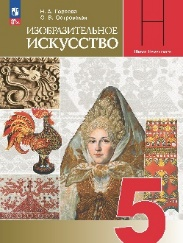 Н. А. Горяева
О. В. Островская
ИЗОБРАЗИТЕЛЬНОЕ
ИСКУССТВО
5